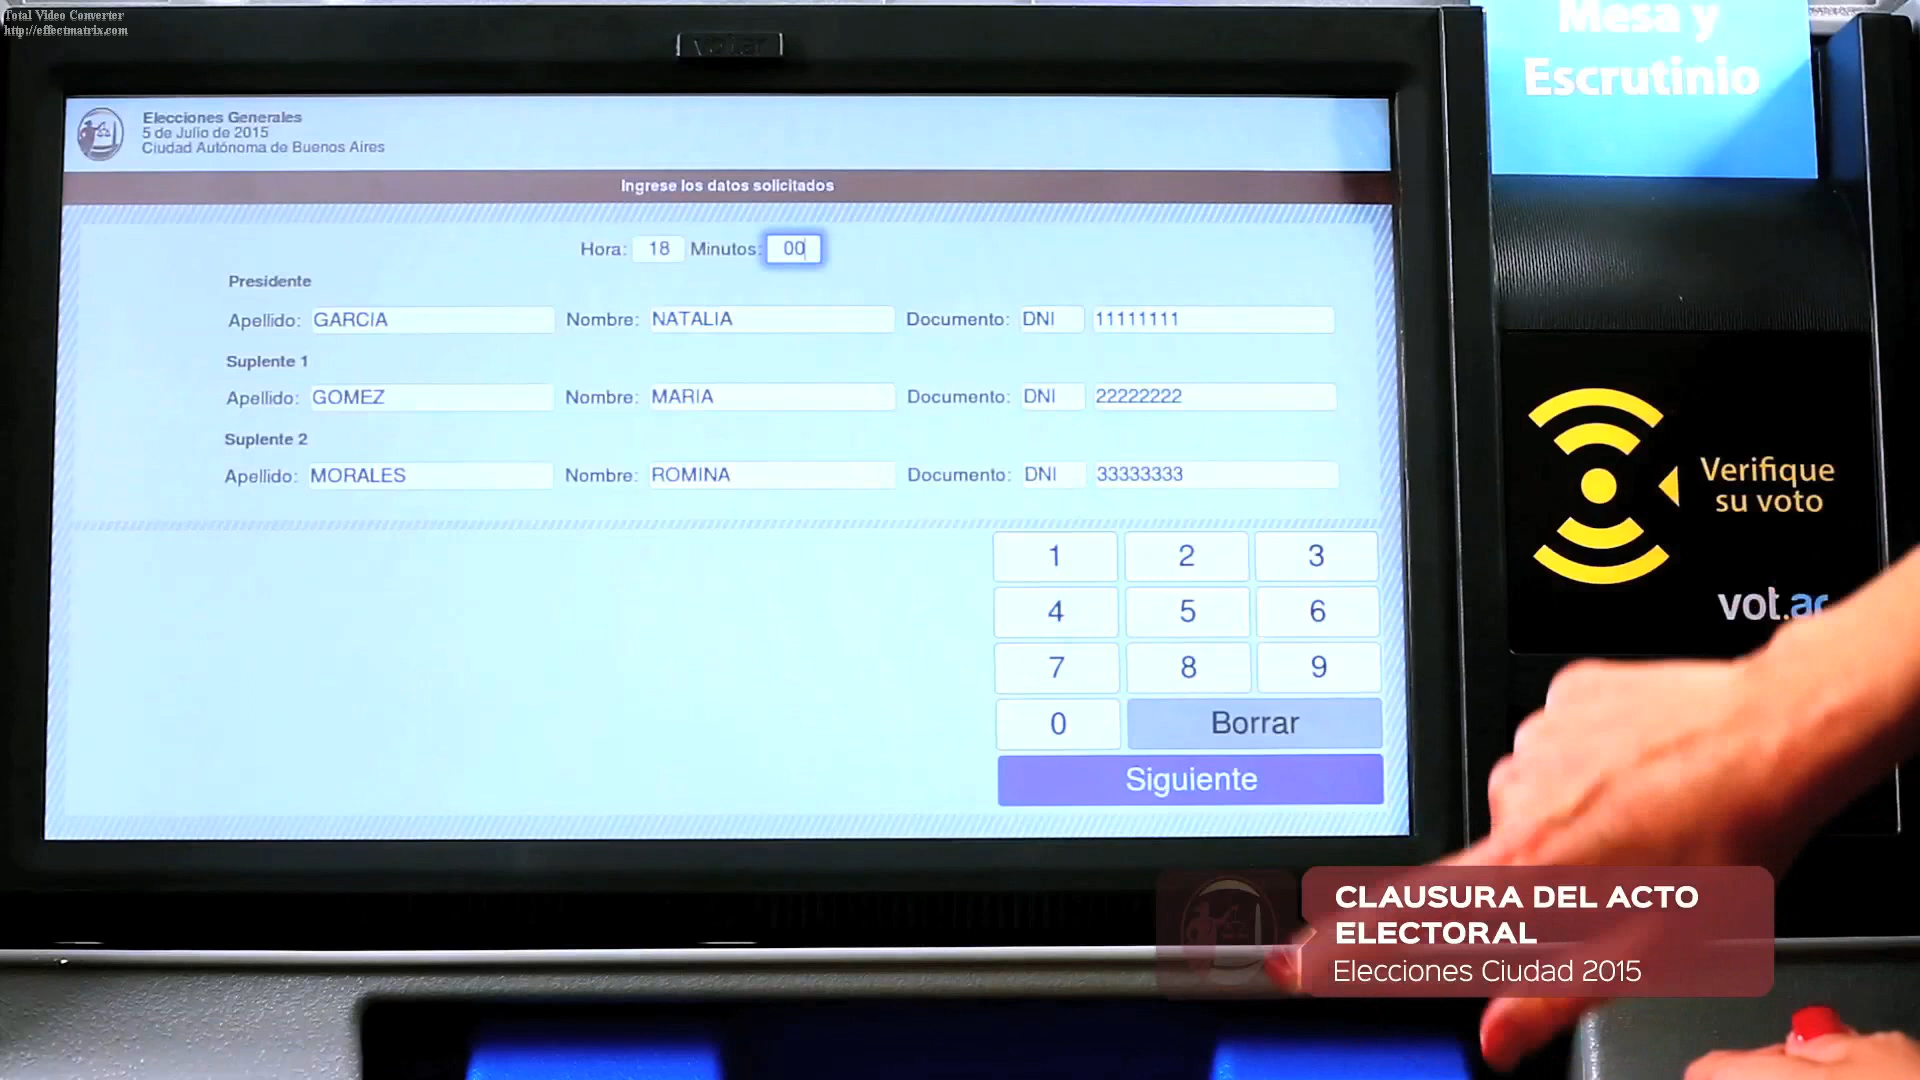 Total Video Converter
http://effectmatrix.com
votar
Mesa y
Escrutinio
Elecciones Generales
5 de Julio de 2015
Ciudad Autónoma de Buenos Aires
Ingrese los datos solicitados
Hora: 18 Minutos: 00
Presidente
Apellido: GARCIA Nombre: NATALIA Documento: DNI 11111111
Suplente 1
Apellido: GOMEZ Nombre: MARIA Documento: DNI 22222222
Suplente 2
Apellido: MORALES Nombre: ROMINA Documento: DNI 33333333
1 2 3
4 5 6
7 8 9
0 Borrar
Siguiente
Verifique
su voto
vot.ar
CLAUSURA DEL ACTO
ELECTORAL
Elecciones Ciudad 2015